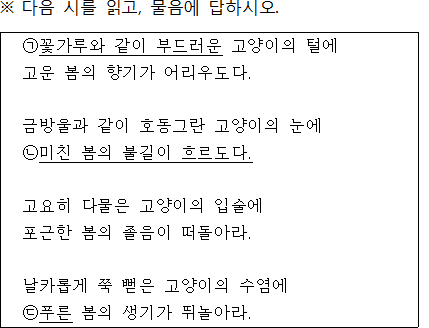 ※ 다음 시를 읽고, 물음에 답하시오.
㉠꽃가루와 같이 부드러운 고양이의 털에
고운 봄의 향기가 어리우도다.
금방울과 같이 호동그란 고양이의 눈에
㉡미친 봄의 불길이 흐르도다.
고요히 다물은 고양이의 입술에
포근한 봄의 졸음이 떠돌아라.
날카롭게 쭉 뻗은 고양이의 수염에
㉢푸른 봄의 생기가 뛰놀아라.